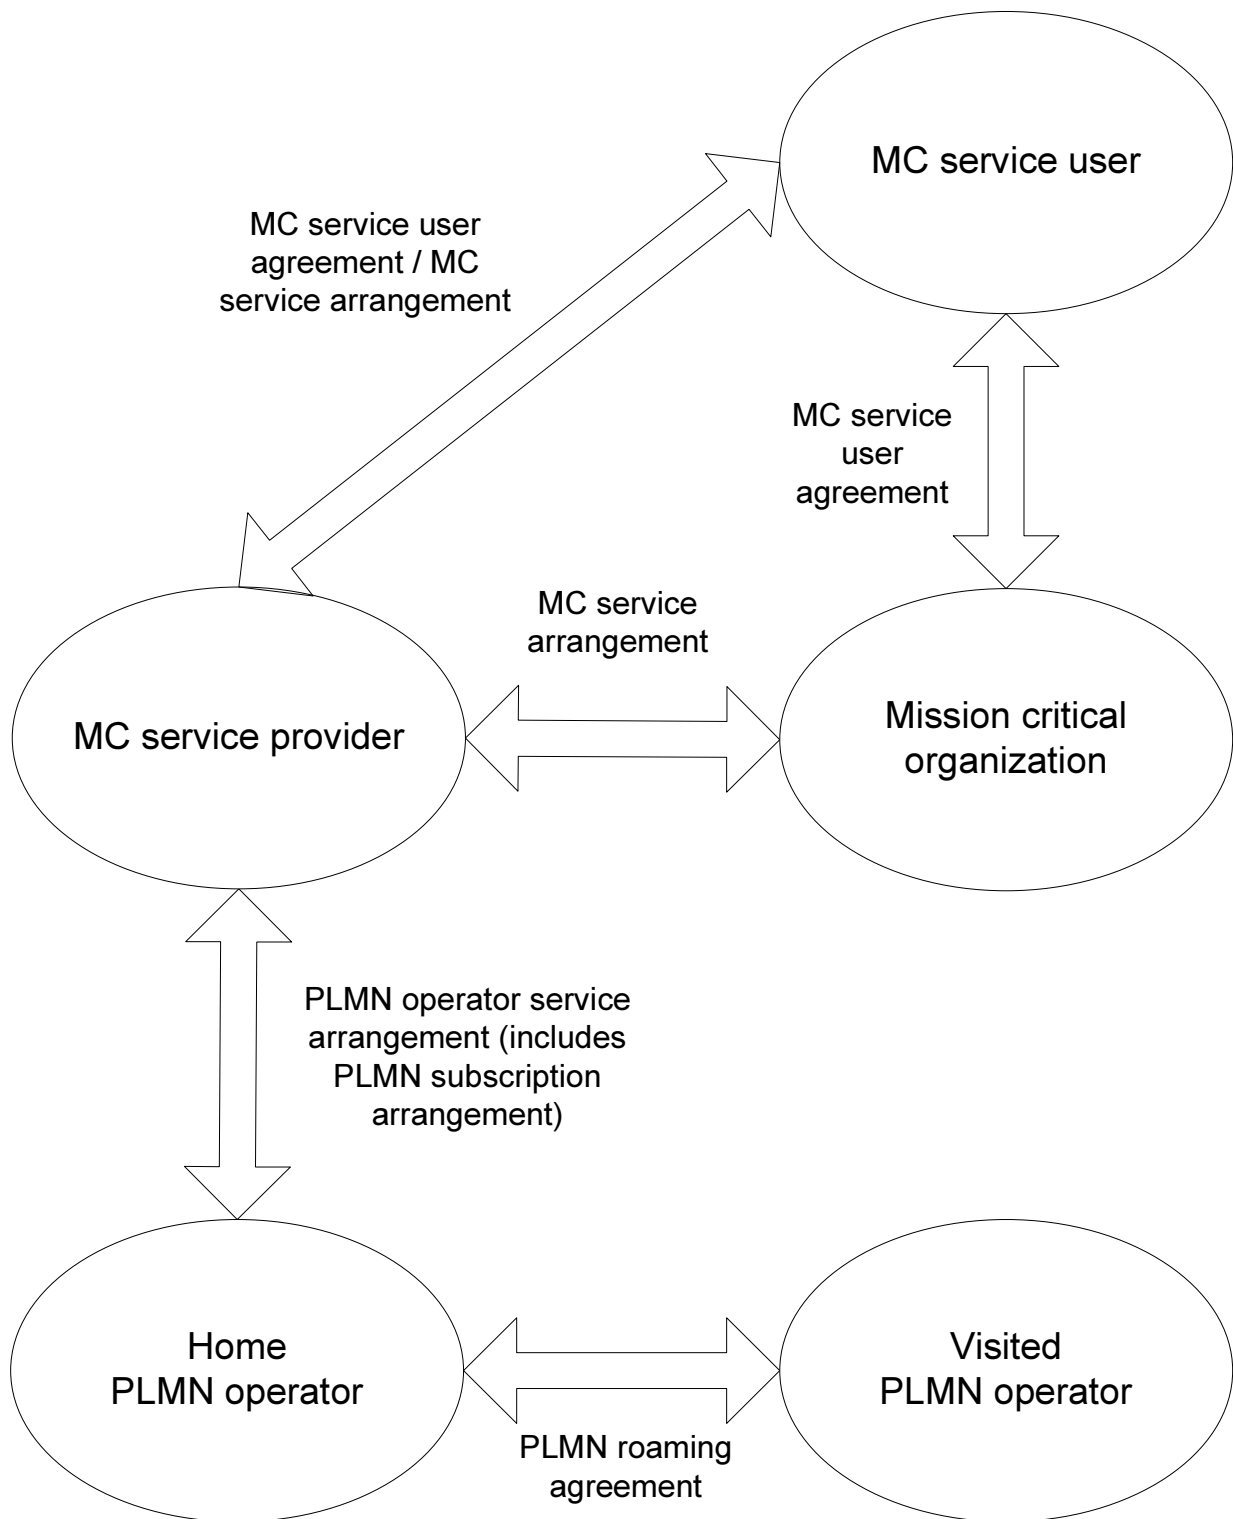 MC service user
MC service user
agreement / MC
service arrangement
MC service
user
agreement
MC service
arrangement
MC service provider
Mission critical
organization
PLMN operator service
arrangement (includes
PLMN subscription
arrangement)
Home
PLMN operator
Visited
PLMN operator
PLMN roaming
agreement